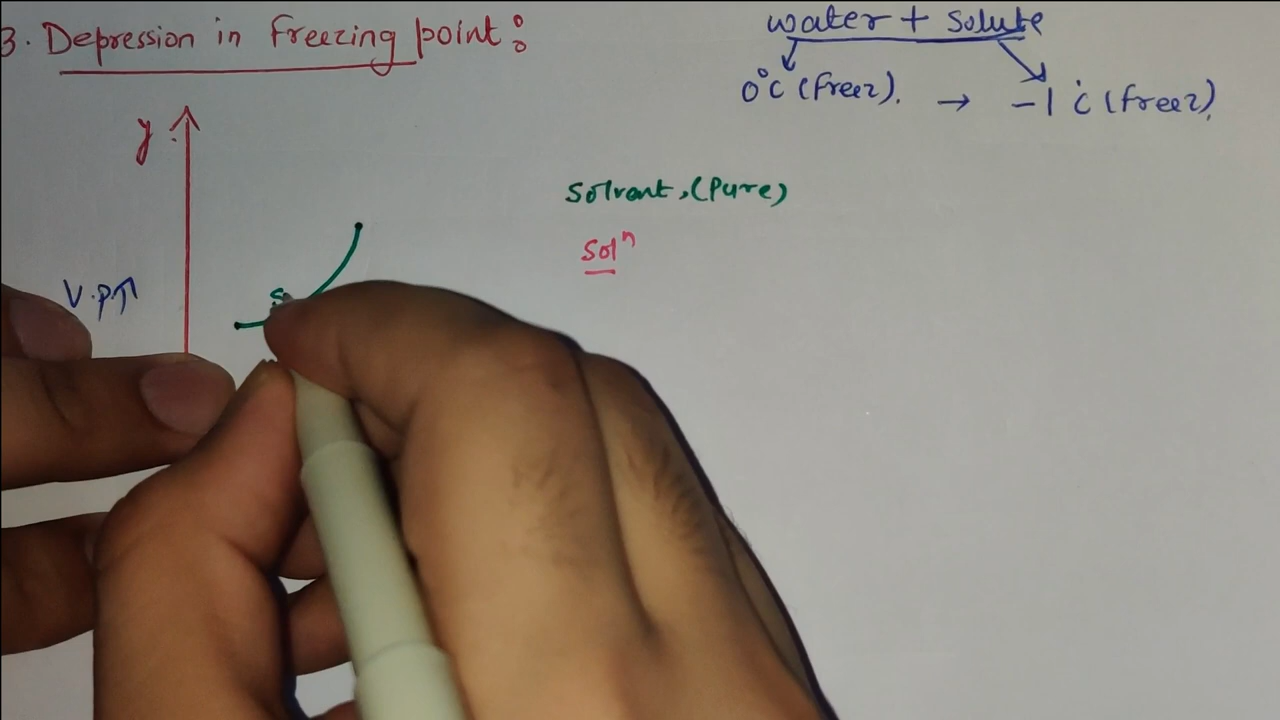 3. Depression in freezing point:
water + solute
0°C (freez). → -1°C (freez).
y
Solvent, (Pure)
Solⁿ
V.P↑
S